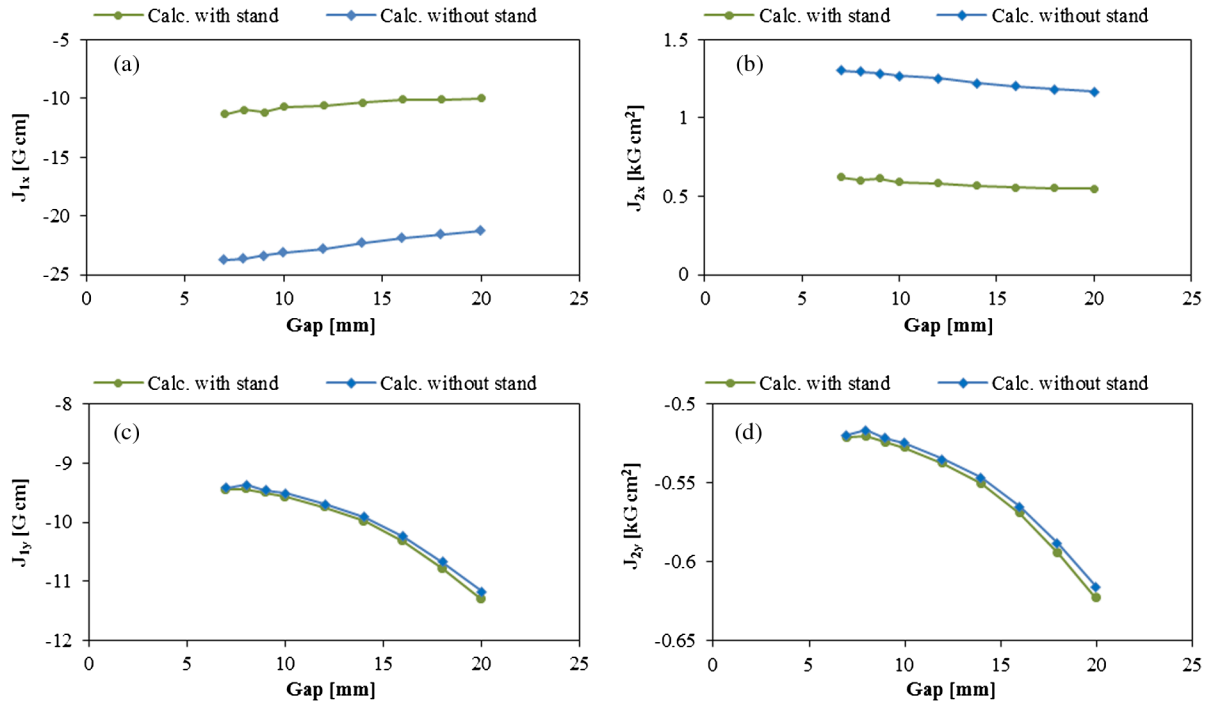 Calc. with stand Calc. without stand
(a)
J1x [G cm]
-5
-10
-15
-20
-25
0 5 10 15 20 25
Gap [mm]
Calc. with stand Calc. without stand
(b)
J2x [kG cm²]
1.5
1
0.5
0
0 5 10 15 20 25
Gap [mm]
Calc. with stand Calc. without stand
(c)
J1y [G cm]
-8
-9
-10
-11
-12
0 5 10 15 20 25
Gap [mm]
Calc. with stand Calc. without stand
(d)
J2y [kG cm²]
-0.5
-0.55
-0.6
-0.65
0 5 10 15 20 25
Gap [mm]